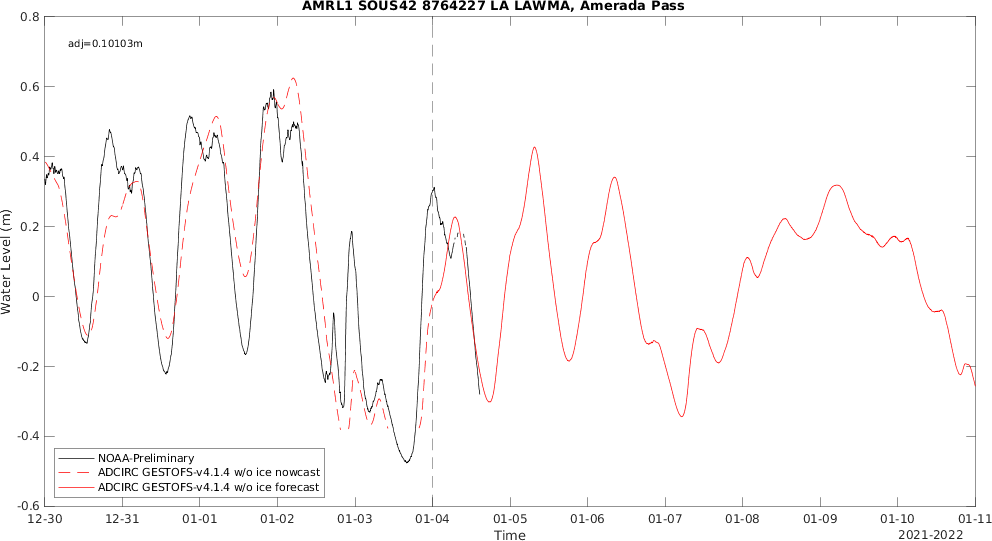 AMRL1 SOUS42 8764227 LA LAWMA, Amerada Pass
adj=0.10103m
0.8
0.6
0.4
0.2
0
-0.2
-0.4
-0.6
Water Level (m)
NOAA-Preliminary
ADCIRC GESTOFS-v4.1.4 w/o ice nowcast
ADCIRC GESTOFS-v4.1.4 w/o ice forecast
12-30 12-31 01-01 01-02 01-03 01-04 01-05 01-06 01-07 01-08 01-09 01-10 01-11
Time
2021-2022